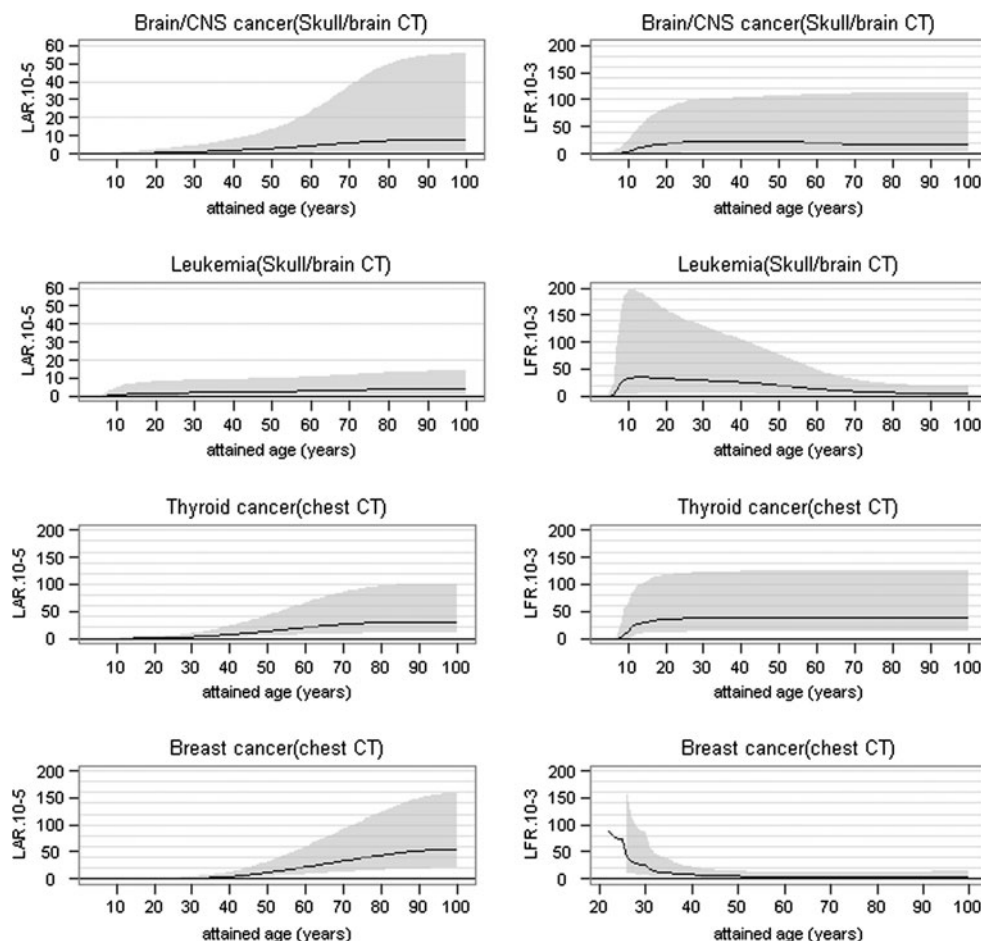 Brain/CNS cancer(Skull/brain CT)
LAR.10-5
60
50
40
30
20
10
0
10 20 30 40 50 60 70 80 90 100
attained age (years)
Brain/CNS cancer(Skull/brain CT)
LFR.10-3
200
150
100
50
0
10 20 30 40 50 60 70 80 90 100
attained age (years)
Leukemia(Skull/brain CT)
LAR.10-5
60
50
40
30
20
10
0
10 20 30 40 50 60 70 80 90 100
attained age (years)
Leukemia(Skull/brain CT)
LFR.10-3
200
150
100
50
0
10 20 30 40 50 60 70 80 90 100
attained age (years)
Thyroid cancer(chest CT)
LAR.10-5
200
150
100
50
0
10 20 30 40 50 60 70 80 90 100
attained age (years)
Thyroid cancer(chest CT)
LFR.10-3
200
150
100
50
0
10 20 30 40 50 60 70 80 90 100
attained age (years)
Breast cancer(chest CT)
LAR.10-5
200
150
100
50
0
10 20 30 40 50 60 70 80 90 100
attained age (years)
Breast cancer(chest CT)
LFR.10-3
200
150
100
50
0
20 30 40 50 60 70 80 90 100
attained age (years)